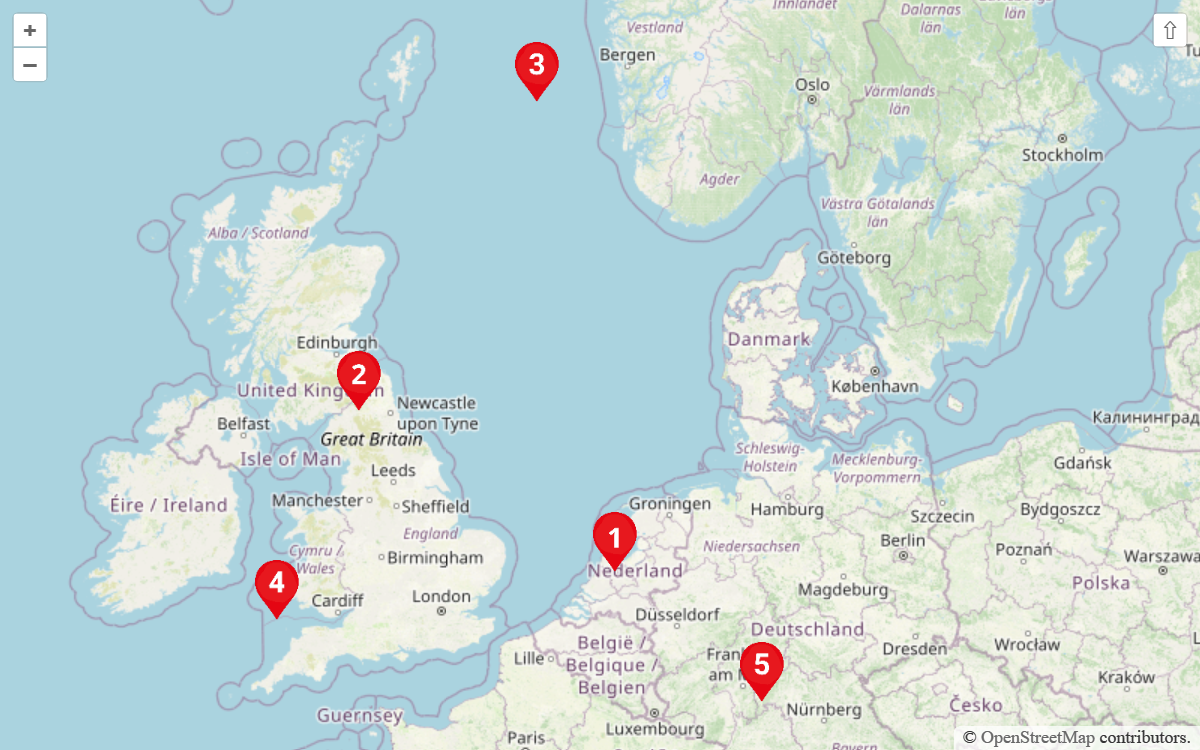 +
−
⇧
Innlandet
Dalarnas
län
län
Vestland
Bergen
3
Oslo
Värmlands
län
Stockholm
Agder
Västra Götalands
län
Alba / Scotland
Göteborg
Edinburgh
Danmark
2
United Kingdom
København
Newcastle
upon Tyne
Belfast
Great Britain
Калининград
Isle of Man
Schleswig-
Holstein
Mecklenburg-
Vorpommern
Gdańsk
Leeds
Éire / Ireland
Manchester
Sheffield
Groningen
Hamburg
Szczecin
Bydgoszcz
England
1
Cymru /
Wales
Birmingham
Niedersachsen
Berlin
Poznań
Warszawa
Nederland
4
Cardiff
London
Magdeburg
Polska
Düsseldorf
Deutschland
België /
Belgique /
Belgien
Lille
Dresden
Wrocław
5
Kraków
Guernsey
Nürnberg
Česko
Luxembourg
Paris
Bayern
© OpenStreetMap contributors.